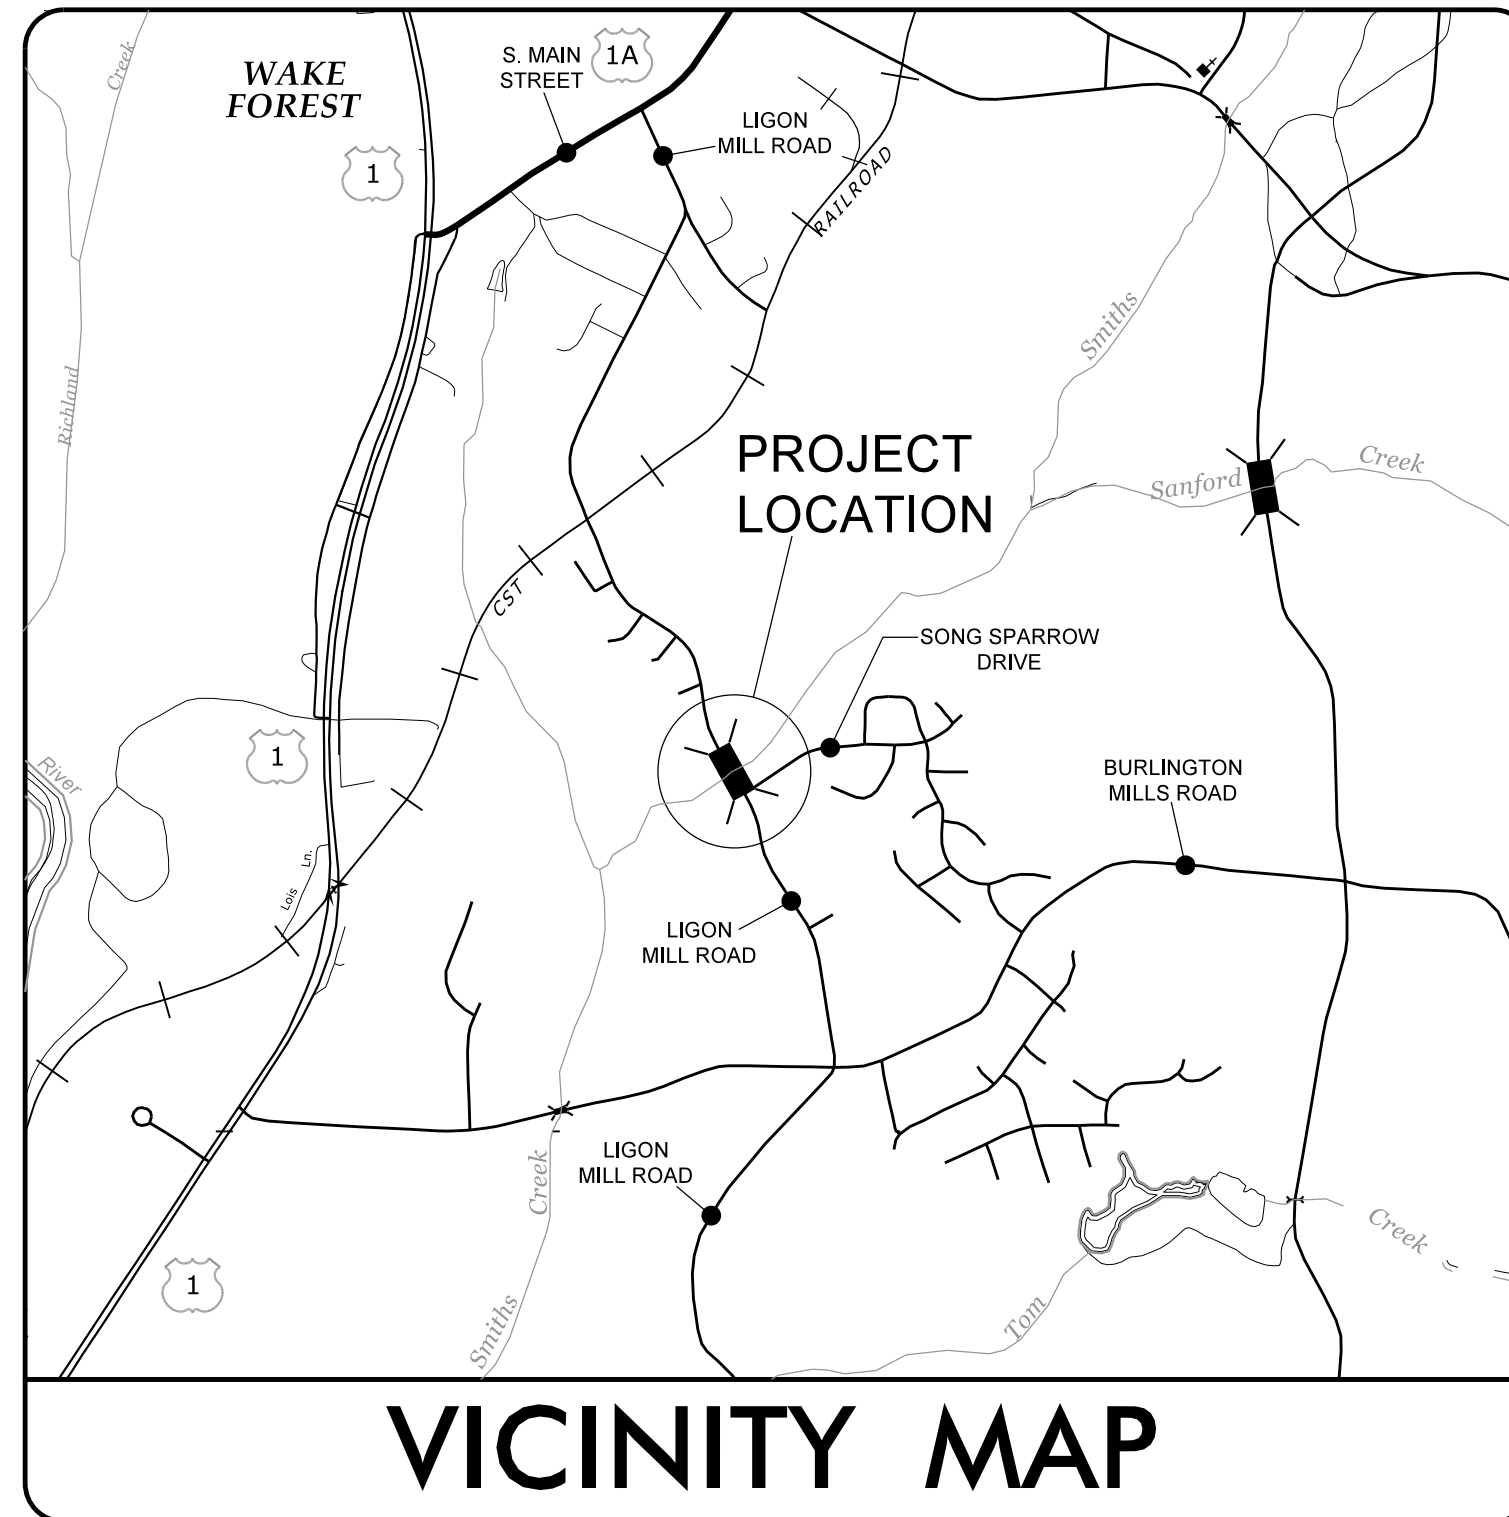 Creek
WAKE
FOREST
S. MAIN
STREET
1A
LIGON
MILL ROAD
1
RAILROAD
Smiths
Richland
PROJECT
LOCATION
Sanford
Creek
CST
SONG SPARROW
DRIVE
1
River
BURLINGTON
MILLS ROAD
Lois
Ln.
LIGON
MILL ROAD
LIGON
MILL ROAD
Creek
Smiths
1
Creek
Tom
VICINITY MAP